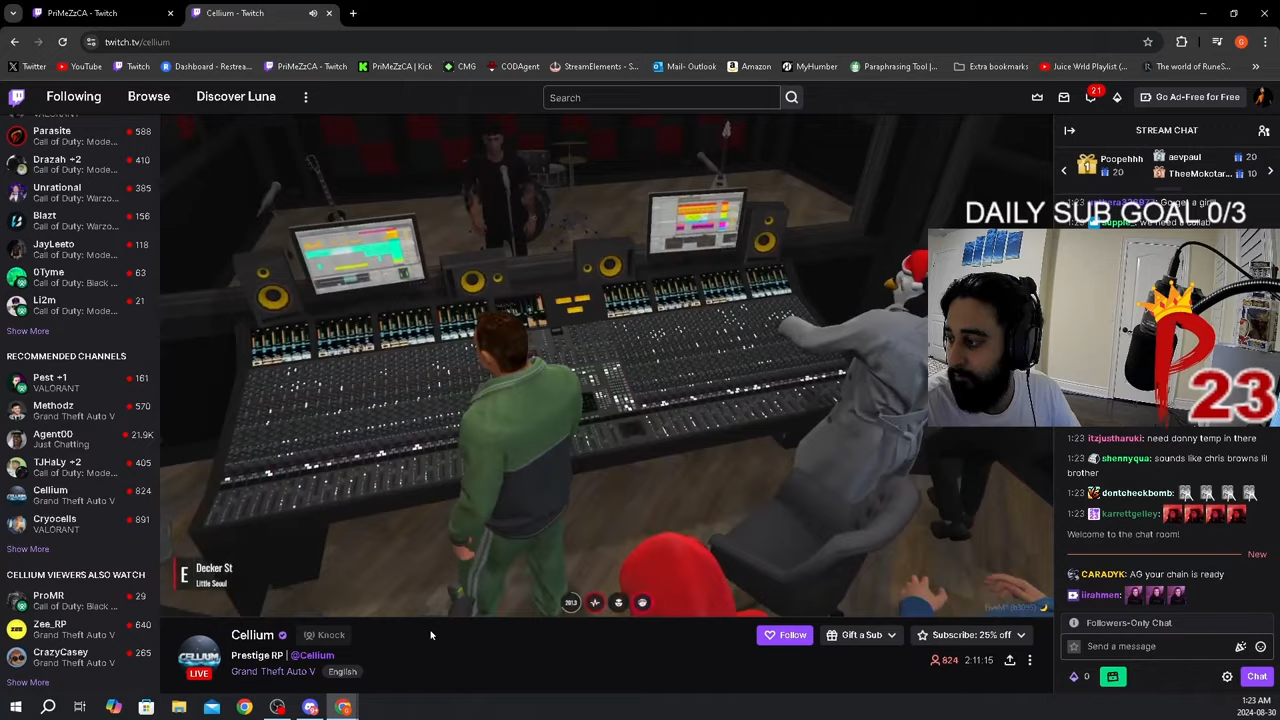 PriMeZzCA - Twitch
Cellium - Twitch
twitch.tv/cellium
Twitter
YouTube
Twitch
Dashboard - Restrea...
PriMeZzCA - Twitch
PriMeZzCA | Kick
CMG
CODAgent
StreamElements - S...
Mail- Outlook
Amazon
MyHumber
Paraphrasing Tool |...
Extra bookmarks
Juice Wrld Playlist (...
The world of RuneS...
Following
Browse
Discover Luna
Search
21
Go Ad-Free for Free
Parasite
588
Call of Duty: Mode...
Drazah +2
410
Call of Duty: Mode...
Unrational
385
Call of Duty: Warzo...
Blazt
156
Call of Duty: Warzo...
JayLeeto
118
Call of Duty: Mode...
0Tyme
63
Call of Duty: Black ...
Li2m
21
Call of Duty: Mode...
Show More
RECOMMENDED CHANNELS
Pest +1
161
VALORANT
Methodz
570
Grand Theft Auto V
Agent00
21.9K
Just Chatting
TJHaLy +2
405
Call of Duty: Mode...
Cellium
824
Grand Theft Auto V
Cryocells
891
VALORANT
Show More
CELLIUM VIEWERS ALSO WATCH
ProMR
29
Call of Duty: Black ...
Zee_RP
640
Grand Theft Auto V
CrazyCasey
265
Grand Theft Auto V
Show More
E
Decker St
Little Seoul
201.3
CELLIUM
LIVE
Cellium
Knock
Prestige RP | @Cellium
Grand Theft Auto V
English
Follow
Gift a Sub
Subscribe: 25% off
824
2:11:15
STREAM CHAT
1
Poopehhh
20
aevpaul
20
TheeMokotar...
10
DAILY SUB GOAL 0/3
P
23
1:23 itzjustharuki: need donny temp in there
1:23 shennyqua: sounds like chris browns lil
brother
1:23 dontcheckbomb:
1:23 karrettgelley:
Welcome to the chat room!
New
CARADYK: AG your chain is ready
iirahmen:
Followers-Only Chat
Send a message
0
Chat
1:23 AM
2024-08-30